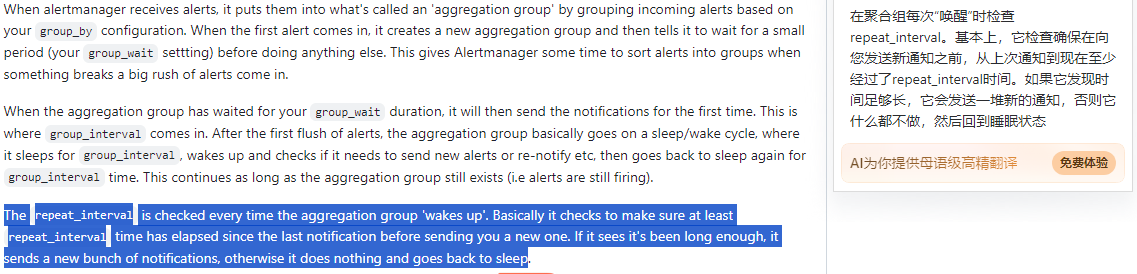 When alertmanager receives alerts, it puts them into what's called an 'aggregation group' by grouping incoming alerts based on
your group_by configuration. When the first alert comes in, it creates a new aggregation group and then tells it to wait for a small
period (your group_wait settting) before doing anything else. This gives Alertmanager some time to sort alerts into groups when
something breaks a big rush of alerts come in.
When the aggregation group has waited for your group_wait duration, it will then send the notifications for the first time. This is
where group_interval comes in. After the first flush of alerts, the aggregation group basically goes on a sleep/wake cycle, where
it sleeps for group_interval, wakes up and checks if it needs to send new alerts or re-notify etc, then goes back to sleep again for
group_interval time. This continues as long as the aggregation group still exists (i.e alerts are still firing).
The repeat_interval is checked every time the aggregation group 'wakes up'. Basically it checks to make sure at least
repeat_interval time has elapsed since the last notification before sending you a new one. If it sees it's been long enough, it
sends a new bunch of notifications, otherwise it does nothing and goes back to sleep.
在聚合组每次“唤醒”时检查
repeat_interval。基本上，它检查确保在向
您发送新通知之前，从上次通知到现在至少
经过了repeat_interval时间。如果它发现时
间足够长，它会发送一堆新的通知，否则它
什么都不做，然后回到睡眠状态
AI为你提供母语级高精翻译 免费体验